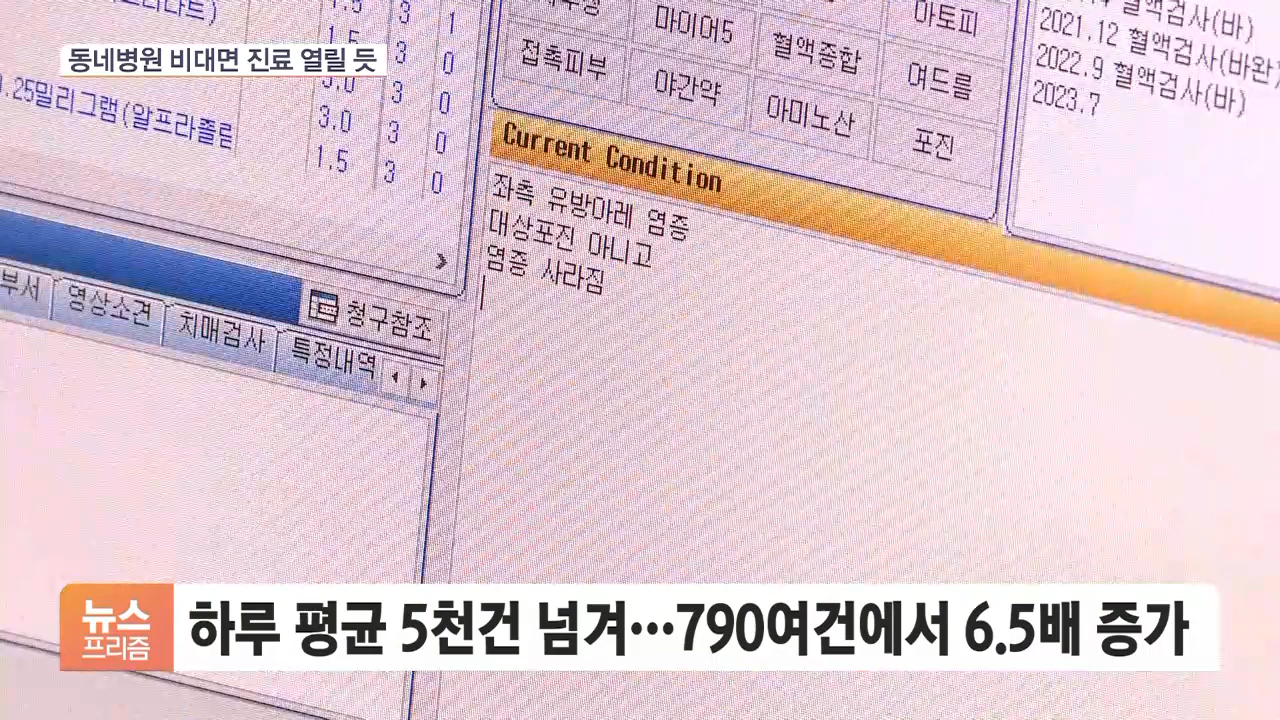 동네병원 비대면 진료 열릴 듯
1.5 3 1
1.5 3 0
3.0 3 0
.25밀리그램(알프라졸람 3.0 3 0
1.5 3 0
마이어5
아토피
접촉피부
야간약
혈액종합
여드름
아미노산
포진
혈액검사(바)
2021.12 혈액검사(바완)
2022.9 혈액검사(바)
2023.7
Current Condition
좌측 유방아레 염증
대상포진 아니고
염증 사라짐
부서
영상소견
치매검사
특정내역
청구참조
뉴스
프리즘
하루 평균 5천건 넘겨…790여건에서 6.5배 증가